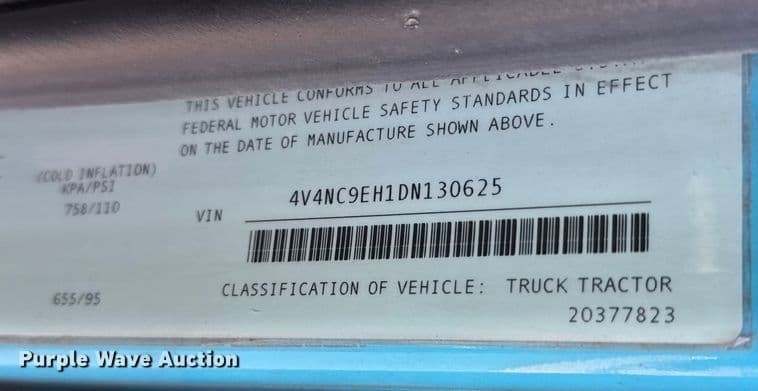 THIS VEHICLE CONFORMS TO ALL APPLICABLE
FEDERAL MOTOR VEHICLE SAFETY STANDARDS IN EFFECT
ON THE DATE OF MANUFACTURE SHOWN ABOVE.
(COLD INFLATION)
KPA/PSI
758/110
VIN 4V4NC9EH1DN130625
655/95
CLASSIFICATION OF VEHICLE: TRUCK TRACTOR
20377823
Purple Wave Auction